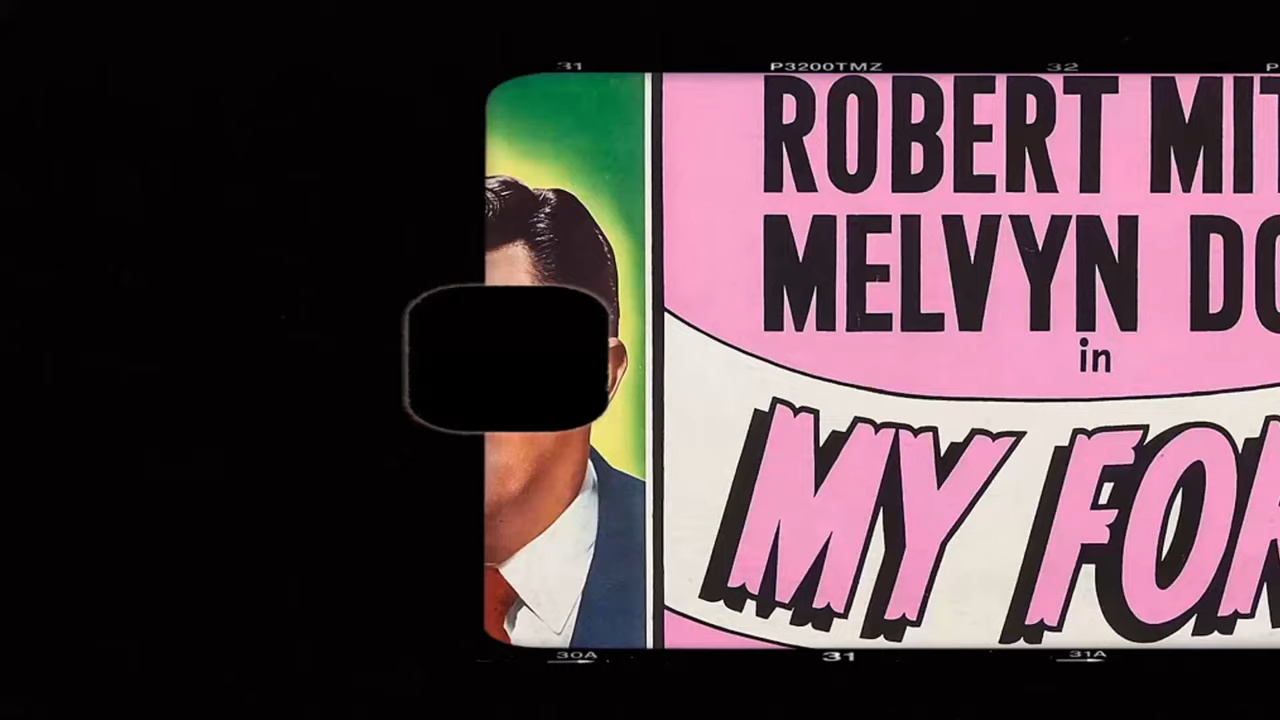 31 P3200TMZ 32 P
ROBERT MIT
MELVYN DO
in
MY FOR
30A 31 31A